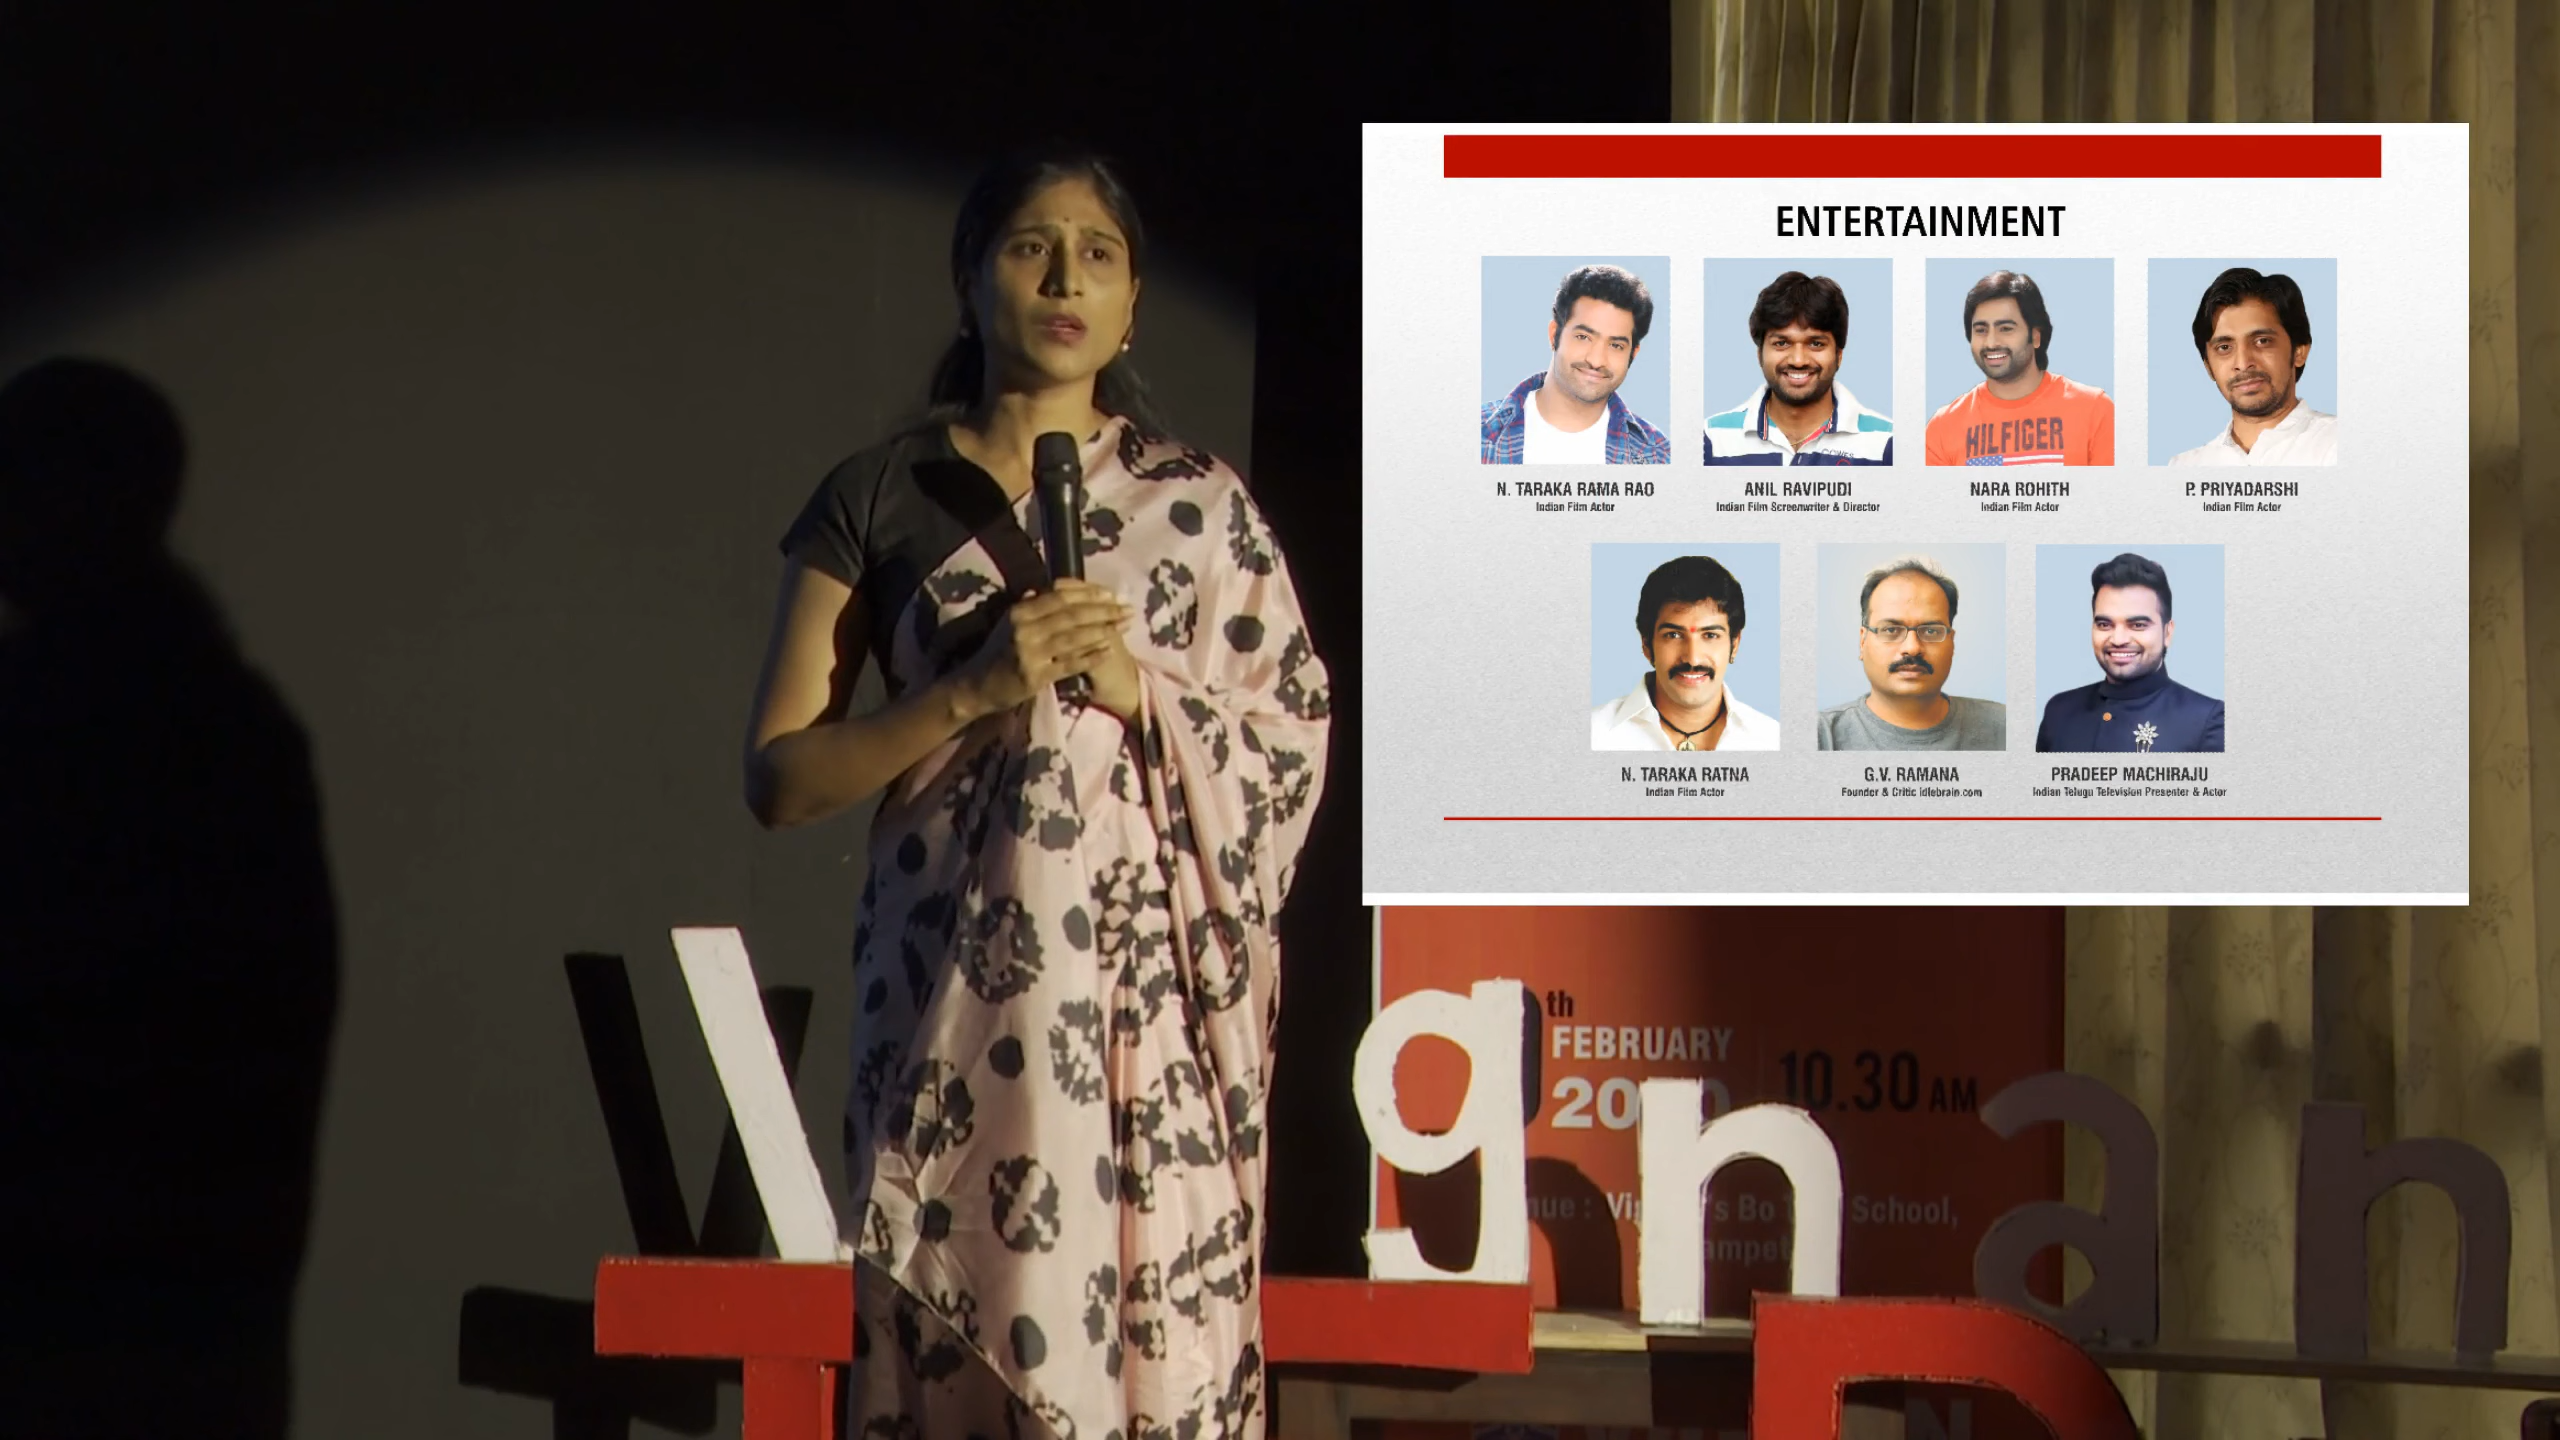 ENTERTAINMENT
HILFIGER
N. TARAKA RAMA RAO
Indian Film Actor
ANIL RAVIPUDI
Indian Film Screenwriter & Director
NARA ROHITH
Indian Film Actor
P. PRIYADARSHI
Indian Film Actor
N. TARAKA RATNA
Indian Film Actor
G.V. RAMANA
Founder & Critic idlebrain.com
PRADEEP MACHIRAJU
Indian Telugu Television Presenter & Actor
th
FEBRUARY
10.30 AM
School,
V gnan
T